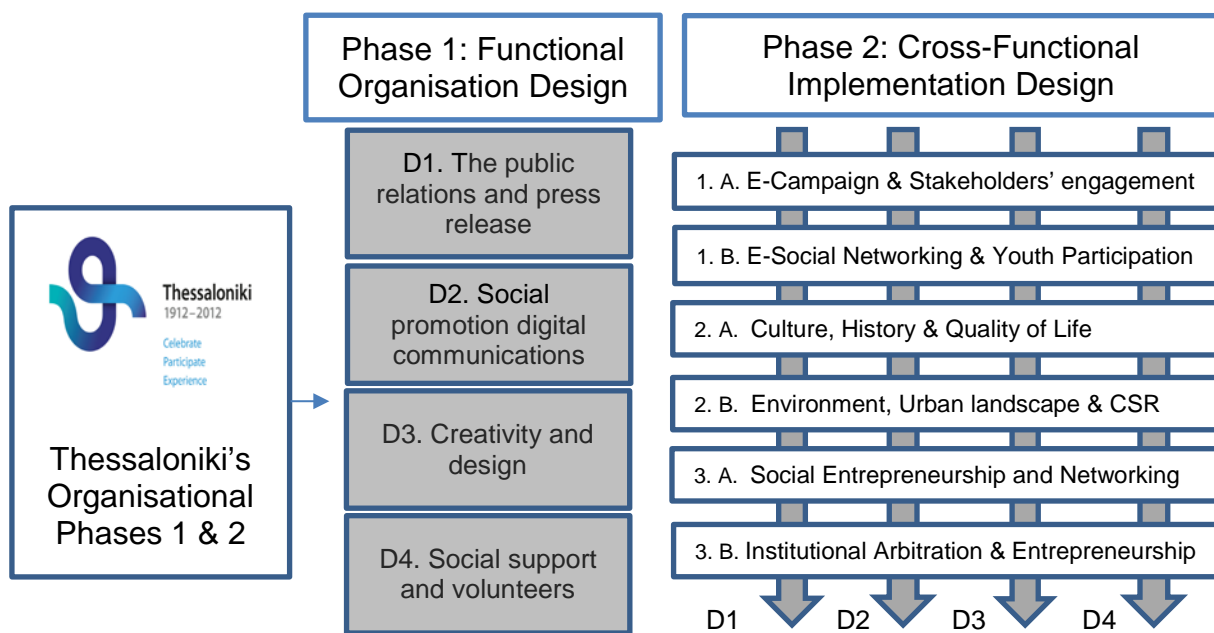 Phase 1: Functional
Organisation Design
Phase 2: Cross-Functional
Implementation Design
Thessaloniki
1912–2012
Celebrate
Participate
Experience
Thessaloniki's
Organisational
Phases 1 & 2
D1. The public
relations and press
release
D2. Social
promotion digital
communications
D3. Creativity and
design
D4. Social support
and volunteers
1. A. E-Campaign & Stakeholders' engagement
1. B. E-Social Networking & Youth Participation
2. A. Culture, History & Quality of Life
2. B. Environment, Urban landscape & CSR
3. A. Social Entrepreneurship and Networking
3. B. Institutional Arbitration & Entrepreneurship
D1 D2 D3 D4